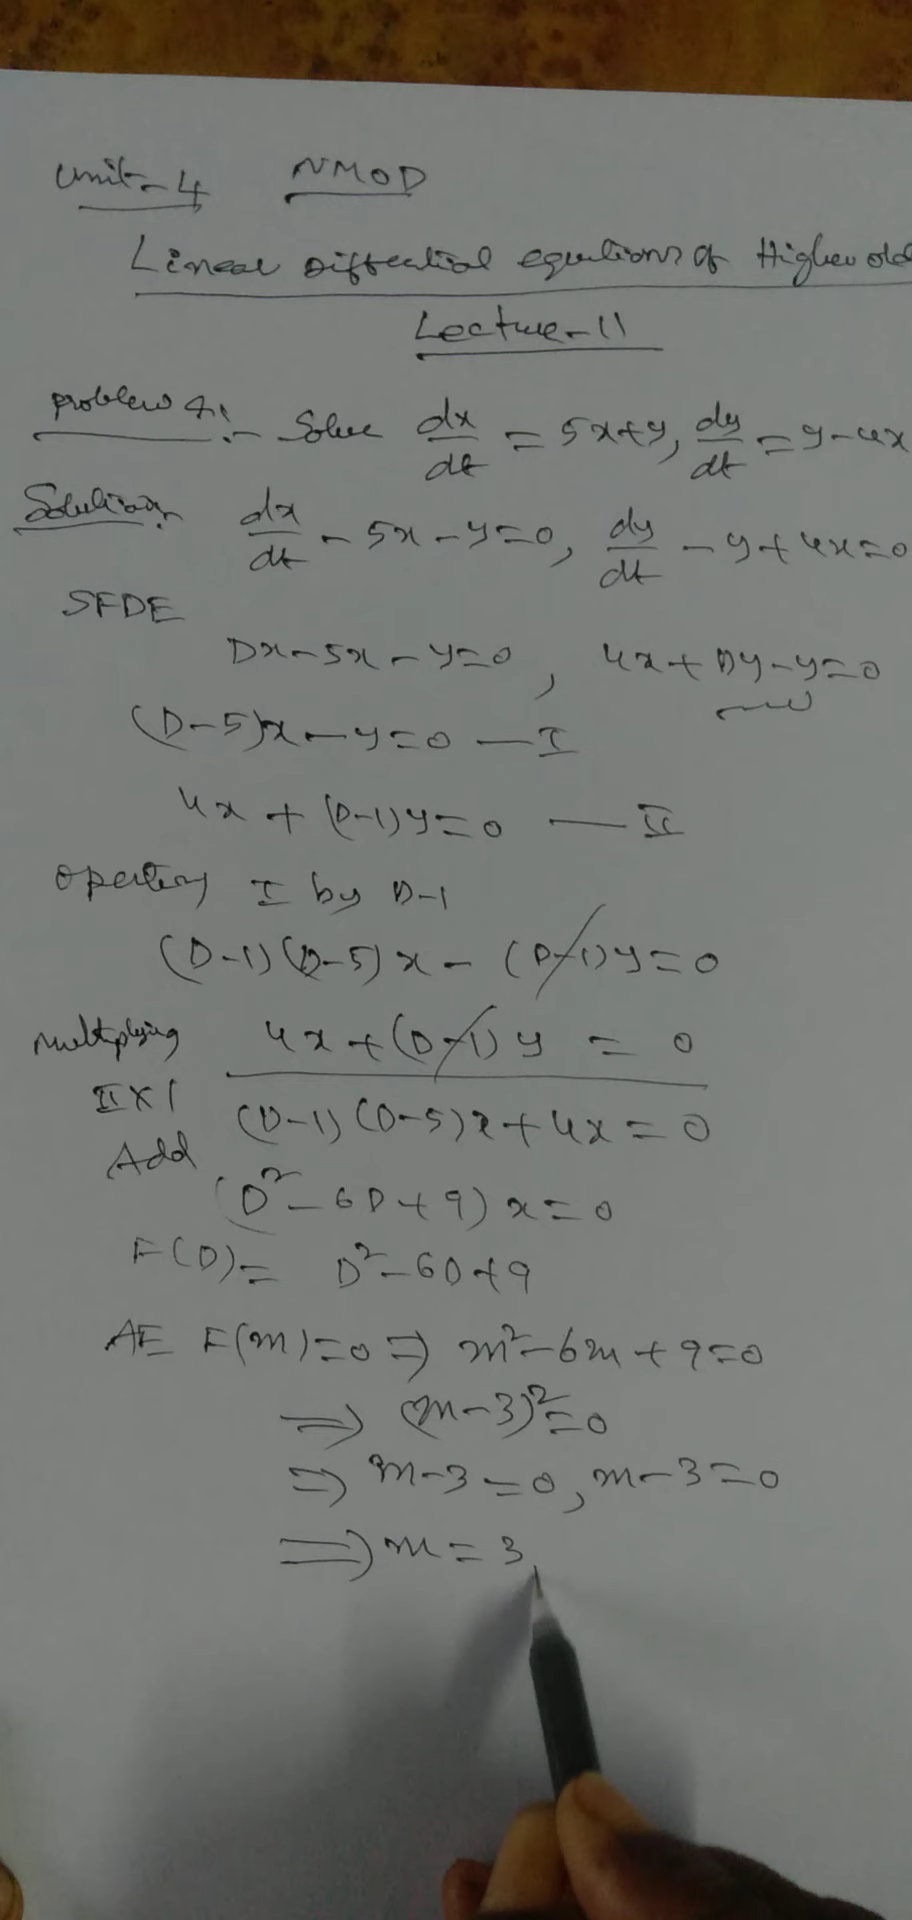 Unit-4 NMOD
Linear Differential equations of Higher old
Lecture-11
problem 4:- Solve dx/dt = 5x+y, dy/dt = y-4x
Solution: dx/dt - 5x - y = 0, dy/dt - y + 4x = 0
SFDE
Dx - 5x - y = 0, 4x + Dy - y = 0
(D-5)x - y = 0 — I
4x + (D-1)y = 0 — II
I by D-1
(D-1)(D-5)x - (D-1)y = 0
Multiplying 4x + (D-1)y = 0
II×1
(D-1)(D-5)x + 4x = 0
Add
(D²-6D+9)x = 0
F(D) = D²-6D+9
AE F(m)=0 ⇒ m²-6m+9=0
⇒ (m-3)²=0
⇒ m-3=0, m-3=0
⇒ m=3,